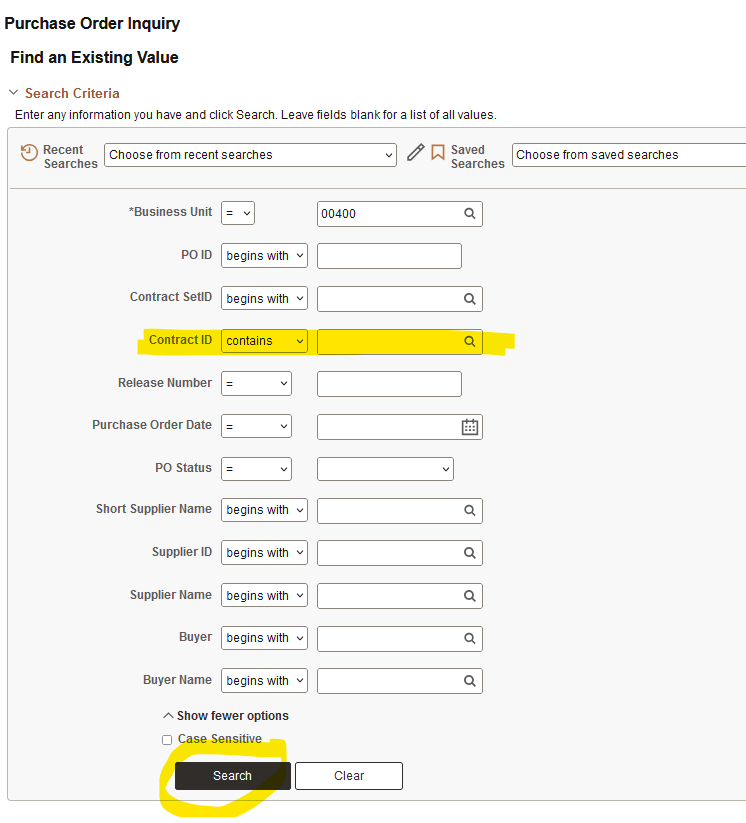 Purchase Order Inquiry
Find an Existing Value
Search Criteria
Enter any information you have and click Search. Leave fields blank for a list of all values.
Recent Searches Choose from recent searches Saved Searches Choose from saved searches
*Business Unit = 00400
PO ID begins with
Contract SetID begins with
Contract ID contains
Release Number =
Purchase Order Date =
PO Status =
Short Supplier Name begins with
Supplier ID begins with
Supplier Name begins with
Buyer begins with
Buyer Name begins with
Show fewer options
Case Sensitive
Search Clear